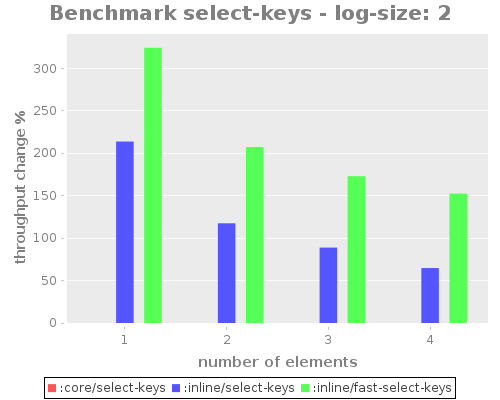 Benchmark select-keys - log-size: 2
throughput change %
300
250
200
150
100
50
0
1 2 3 4
number of elements
:core/select-keys :inline/select-keys :inline/fast-select-keys